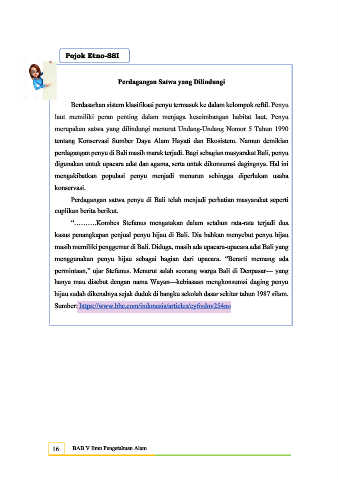 Pojok Etno-SSI
Perdagangan Satwa yang Dilindungi
Berdasarkan sistem klasifikasi penyu termasuk ke dalam kelompok reftil. Penyu
laut memiliki peran penting dalam menjaga keseimbangan habitat laut. Penyu
merupakan satwa yang dilindungi menurut Undang-Undang Nomor 5 Tahun 1990
tentang Konservasi Sumber Daya Alam Hayati dan Ekosistem. Namun demikian
perdagangan penyu di Bali masih marak terjadi. Bagi sebagian masyarakat Bali, penyu
digunakan untuk upacara adat dan agama, serta untuk dikonsumsi dagingnya. Hal ini
mengakibatkan populasi penyu menjadi menurun sehingga diperlukan usaha
konservasi.
Perdagangan satwa penyu di Bali telah menjadi perhatian masyarakat seperti
cuplikan berita berikut.
"……….Kombes Stefanus mengatakan dalam setahun rata-rata terjadi dua
kasus penangkapan penjual penyu hijau di Bali. Dia bahkan menyebut penyu hijau
masih memiliki penggemar di Bali. Diduga, masih ada upacara-upacara adat Bali yang
menggunakan penyu hijau sebagai bagian dari upacara. "Berarti memang ada
permintaan," ujar Stefanus. Menurut salah seorang warga Bali di Denpasar— yang
hanya mau disebut dengan nama Wayan—kebiasaan mengkonsumsi daging penyu
hijau sudah dikenalnya sejak duduk di bangku sekolah dasar sekitar tahun 1987 silam.
Sumber: https://www.bbc.com/indonesia/articles/
16 BAB V Ilmu Pengetahuan Alam